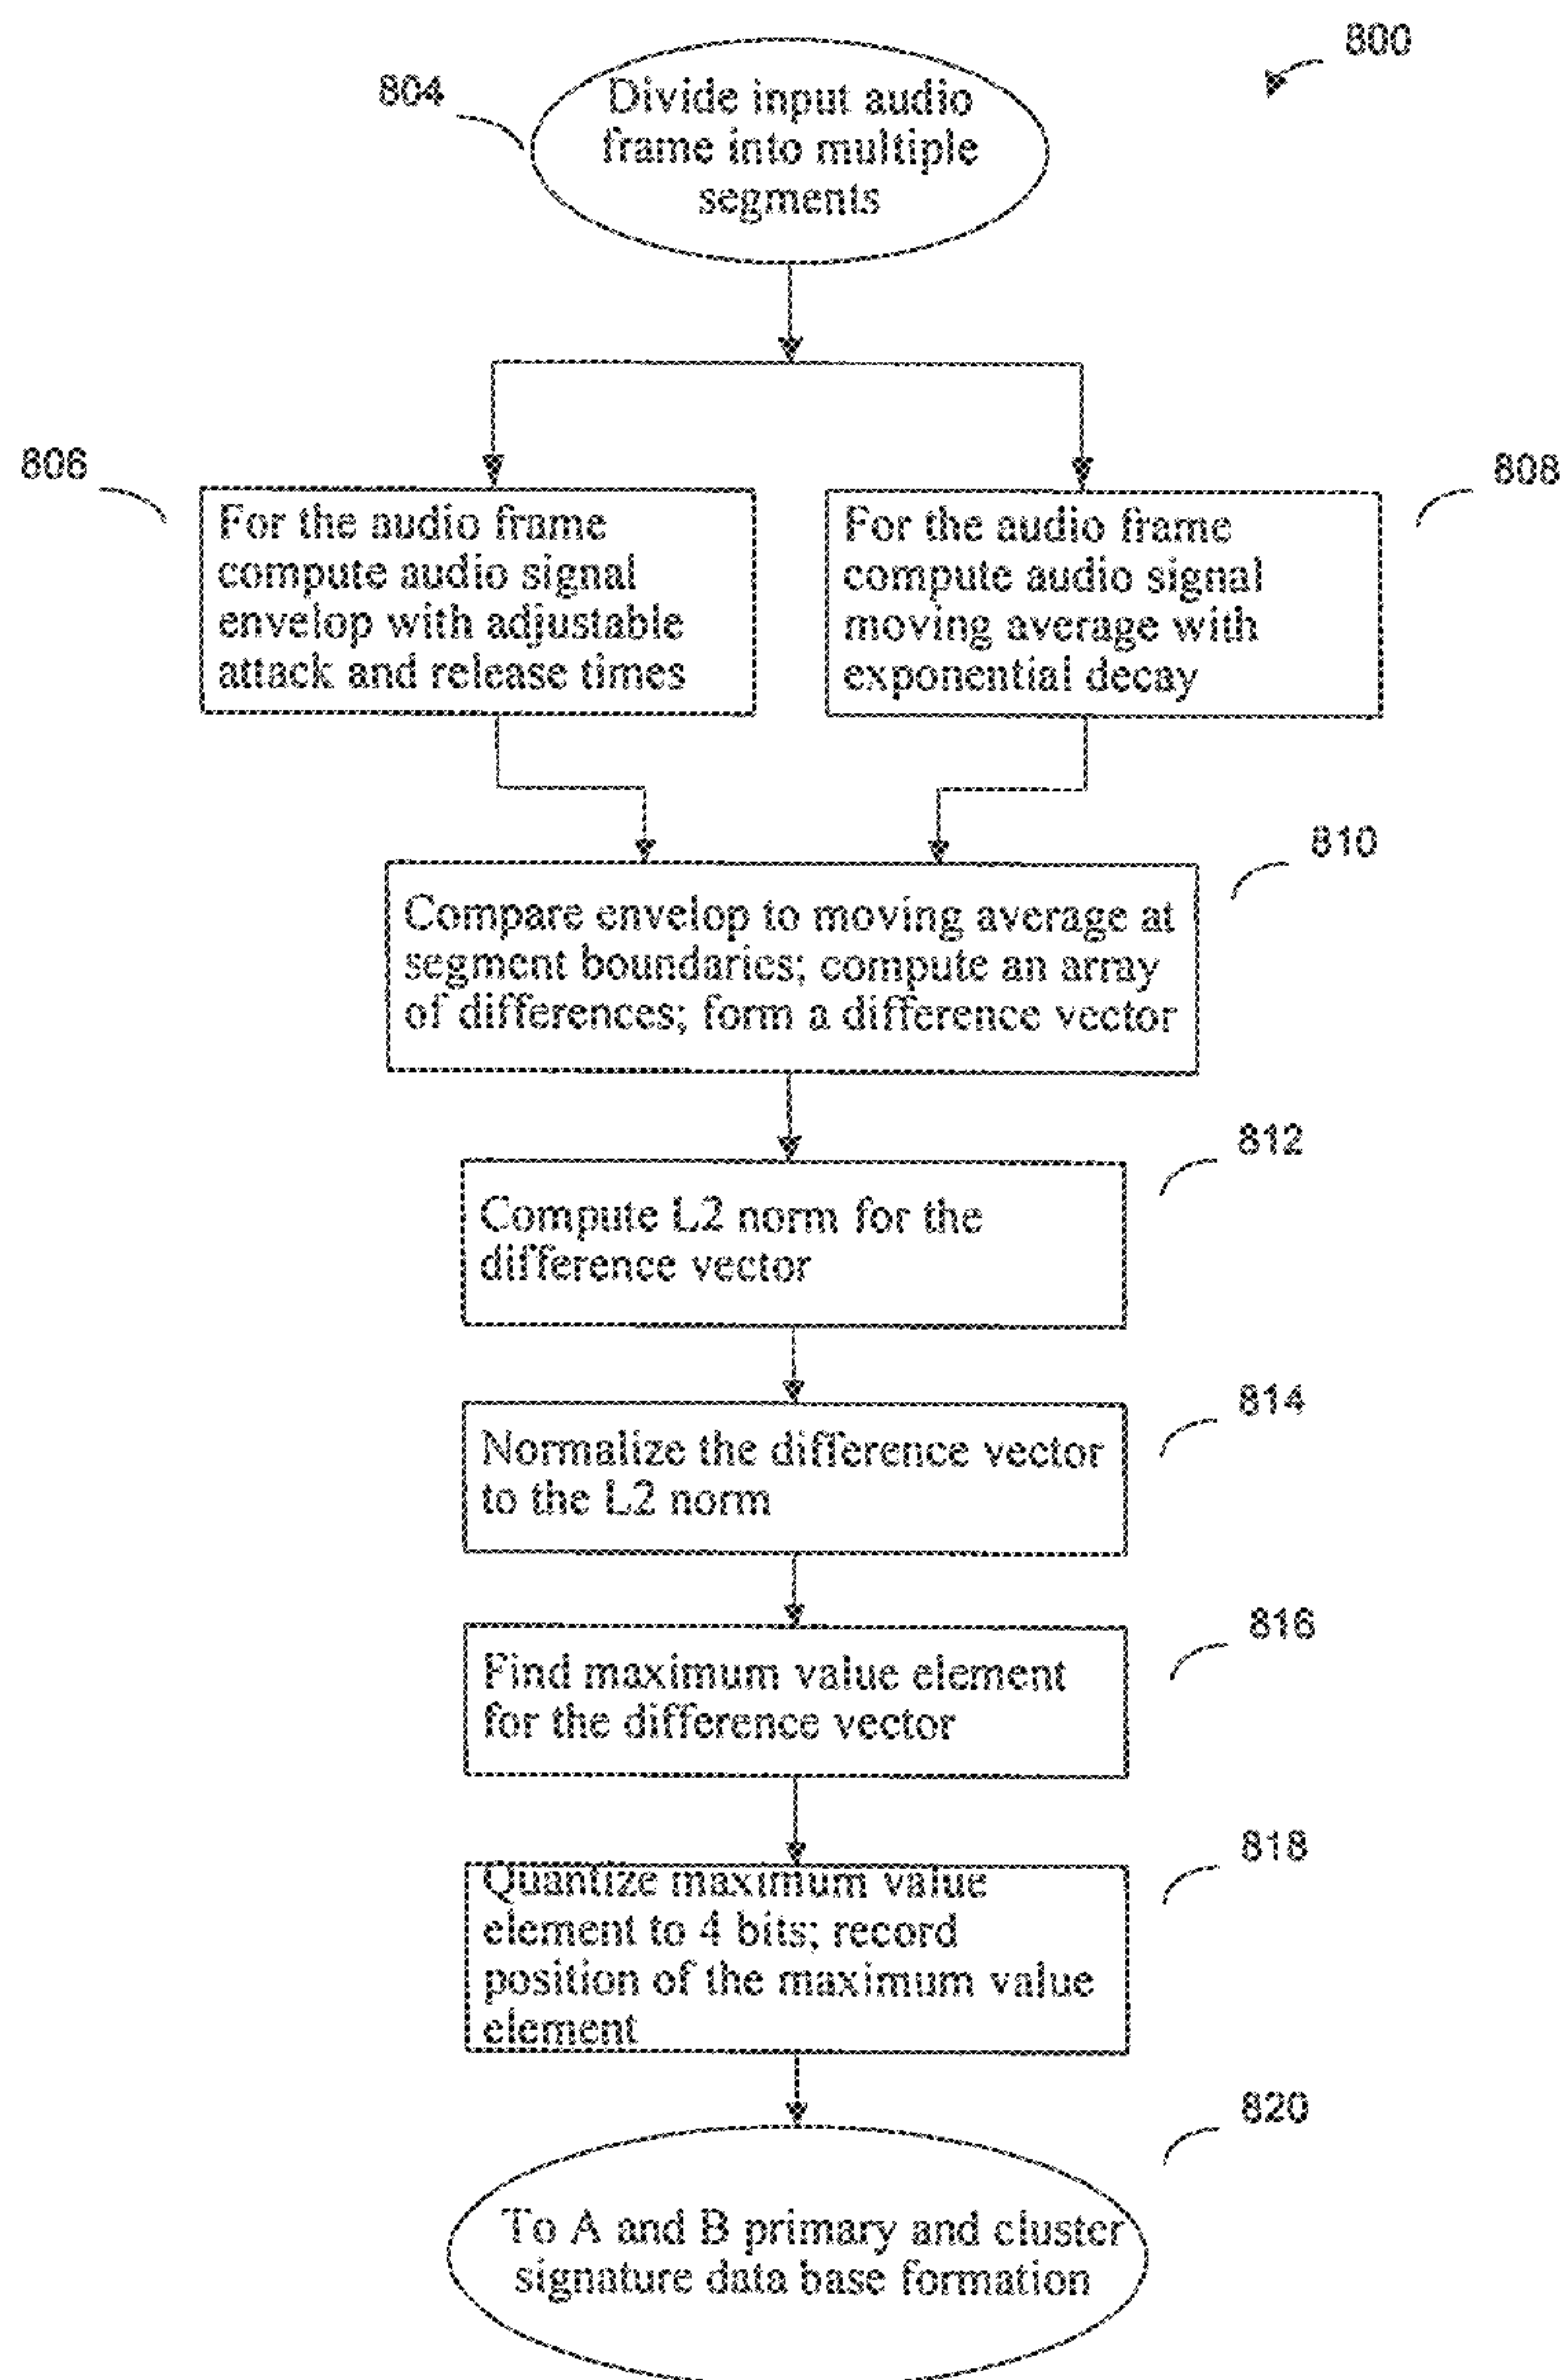 800
804
Divide input audio
frame into multiple
segments
806
For the audio frame
compute audio signal
envelop with adjustable
attack and release times
808
For the audio frame
compute audio signal
moving average with
exponential decay
810
Compare envelop to moving average at
segment boundaries; compute an array
of differences; form a difference vector
812
Compute L2 norm for the
difference vector
814
Normalize the difference vector
to the L2 norm
816
Find maximum value element
for the difference vector
818
Quantize maximum value
element to 4 bits; record
position of the maximum value
element
820
To A and B primary and cluster
signature data base formation